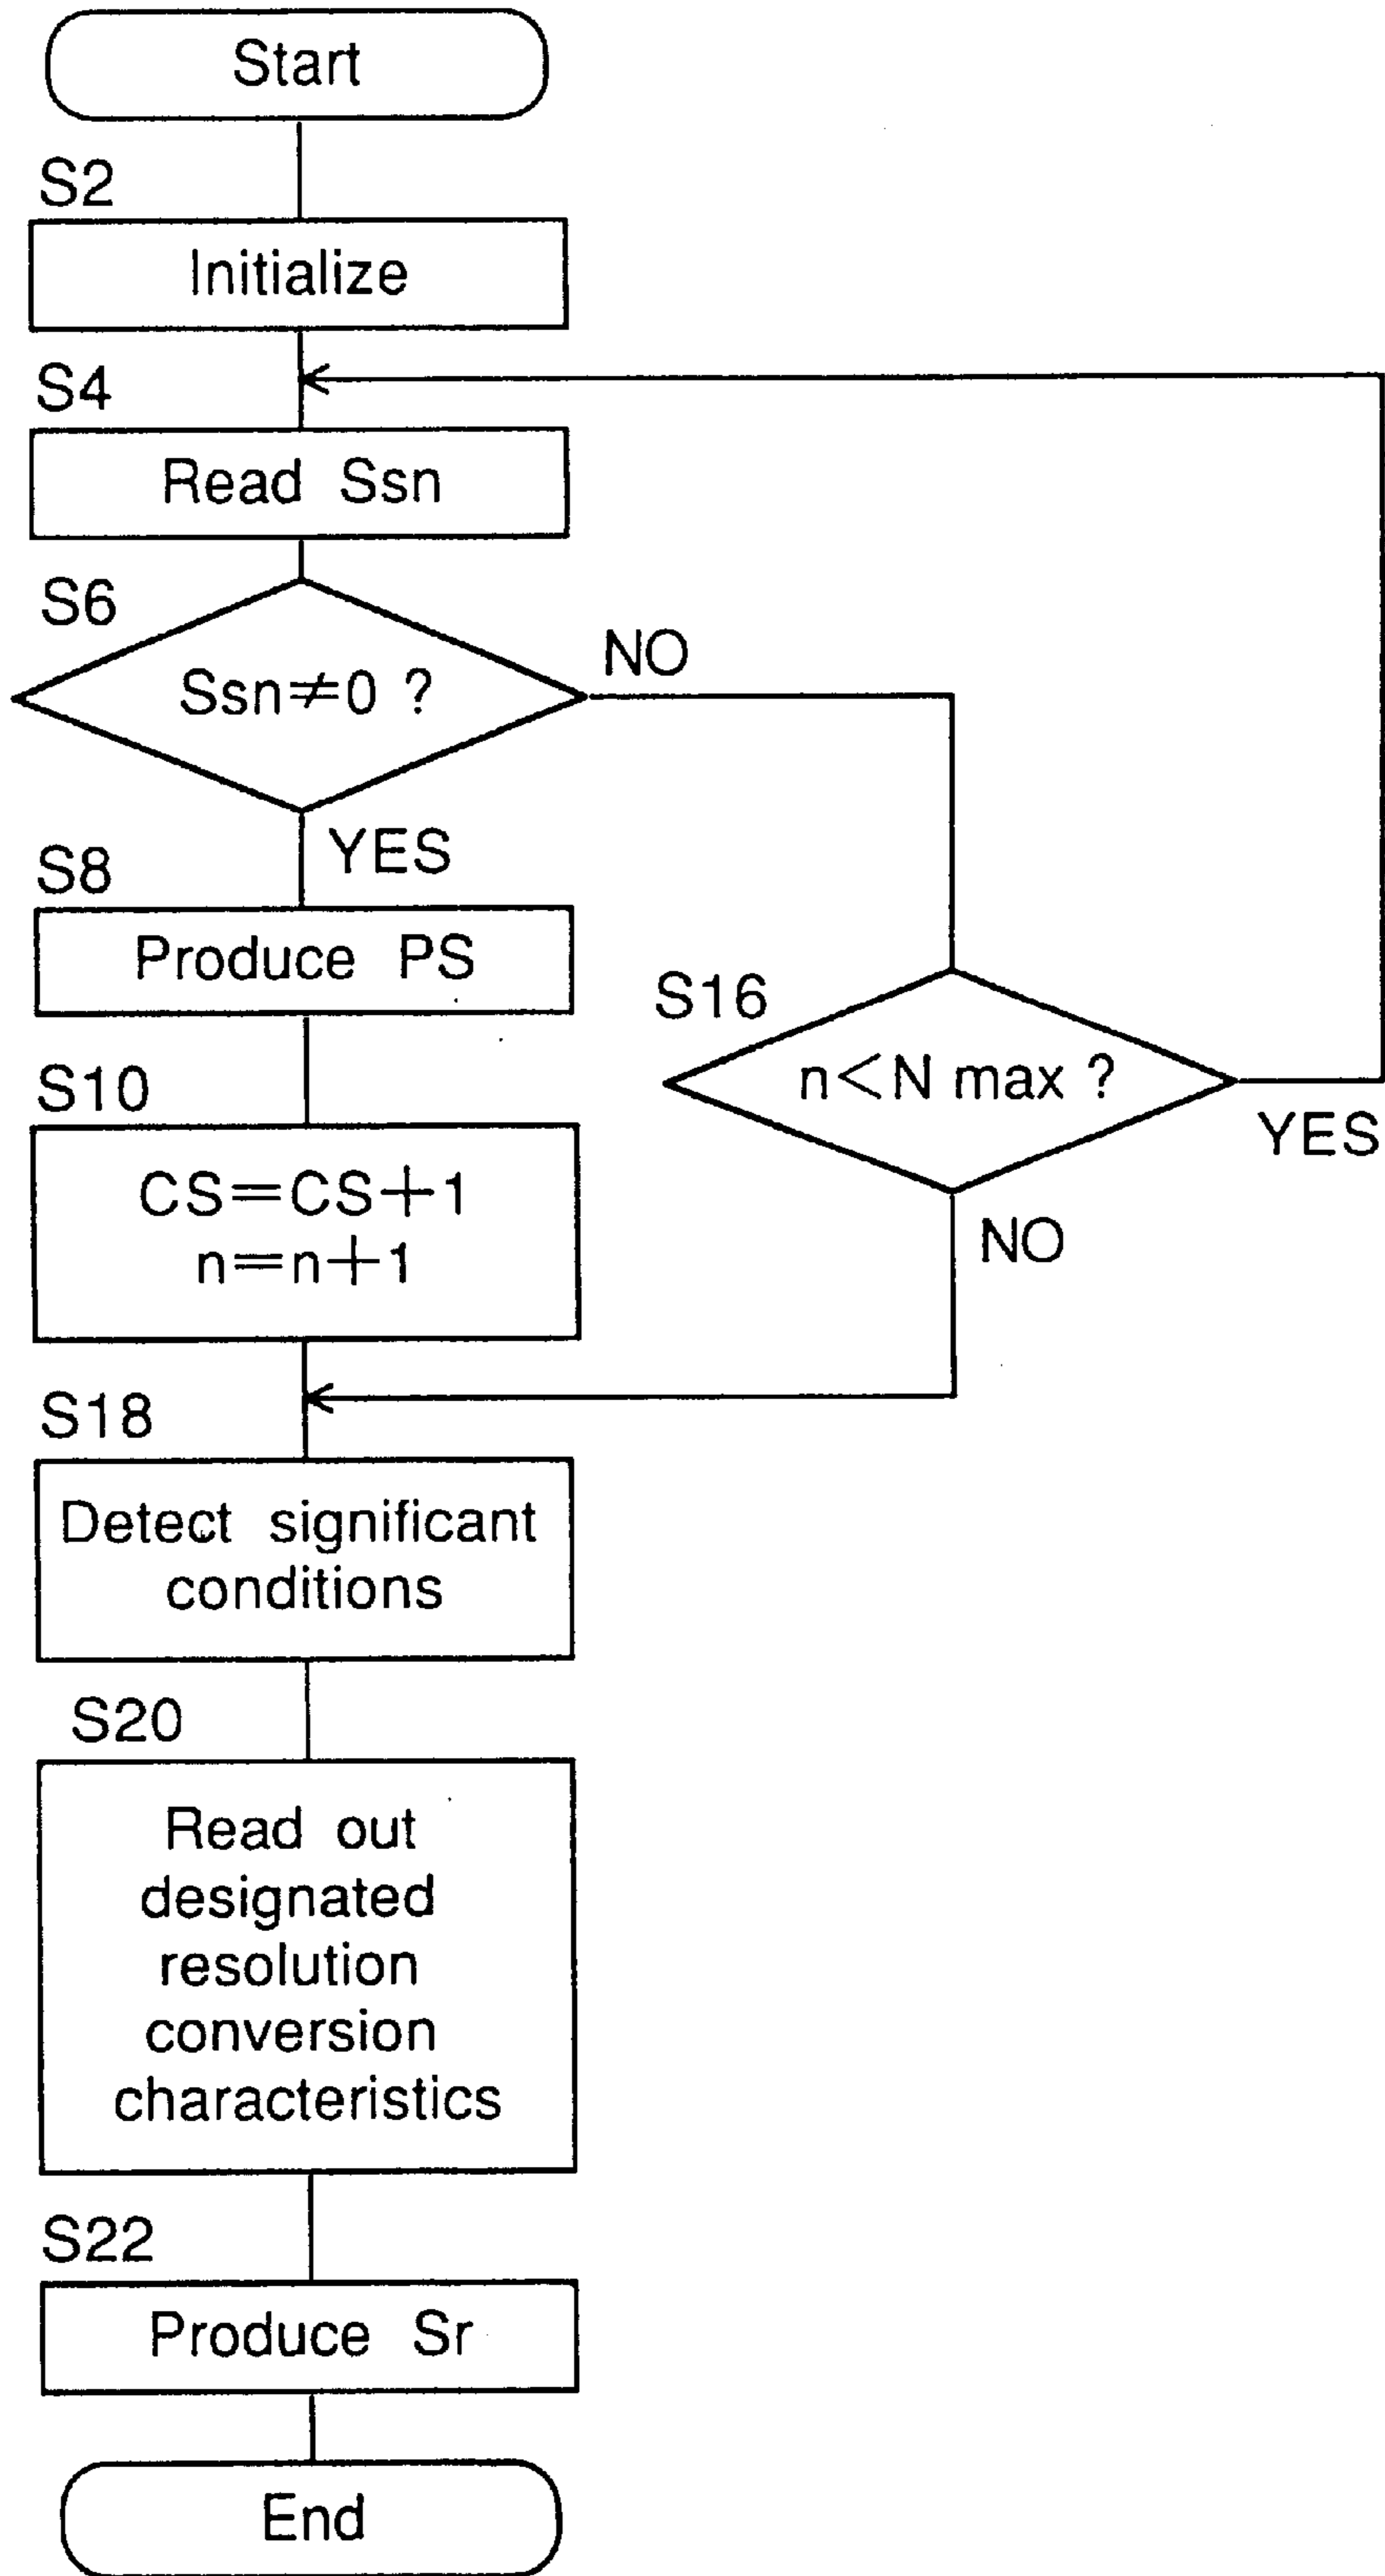 Start
S2
Initialize
S4
Read Ssn
S6
Ssn≠0 ?
NO
YES
S8
Produce PS
S16
n<N max ?
YES
NO
S10
CS=CS+1
n=n+1
S18
Detect significant
conditions
S20
Read out
designated
resolution
conversion
characteristics
S22
Produce Sr
End